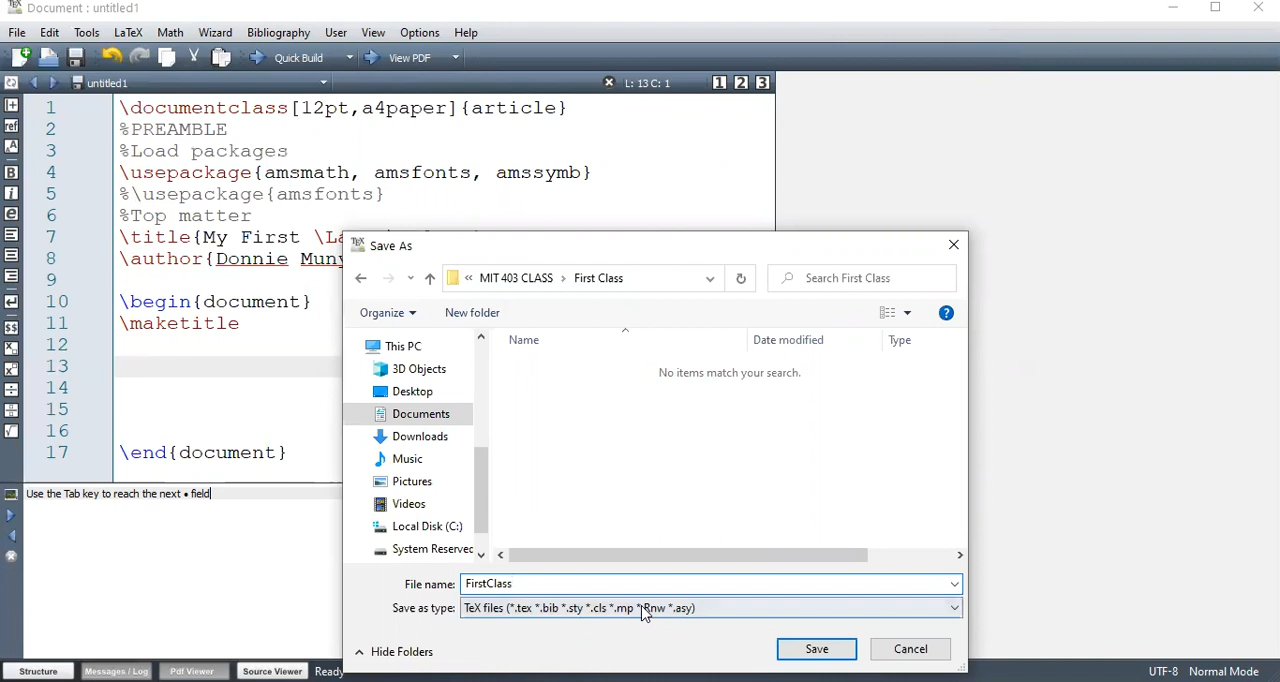 Document : untitled1
File Edit Tools LaTeX Math Wizard Bibliography User View Options Help
Quick Build View PDF
untitled1 L: 13 C: 1 1 2 3
1 \documentclass[12pt,a4paper]{article}
2 %PREAMBLE
3 %Load packages
4 \usepackage{amsmath, amsfonts, amssymb}
5 %\usepackage{amsfonts}
6 %Top matter
7 \title{My First \La
8 \author{Donnie Mun
9
10 \begin{document}
11 \maketitle
12
13
14
15
16
17 \end{document}
Use the Tab key to reach the next • field
Save As
« MIT 403 CLASS › First Class
Search First Class
Organize New folder
Name Date modified Type
No items match your search.
This PC
3D Objects
Desktop
Documents
Downloads
Music
Pictures
Videos
Local Disk (C:)
System Reserved
File name: FirstClass
Save as type: TeX files (*.tex *.bib *.sty *.cls *.mp *.Rnw *.asy)
Hide Folders Save Cancel
Structure Messages / Log Pdf Viewer Source Viewer Ready UTF-8 Normal Mode